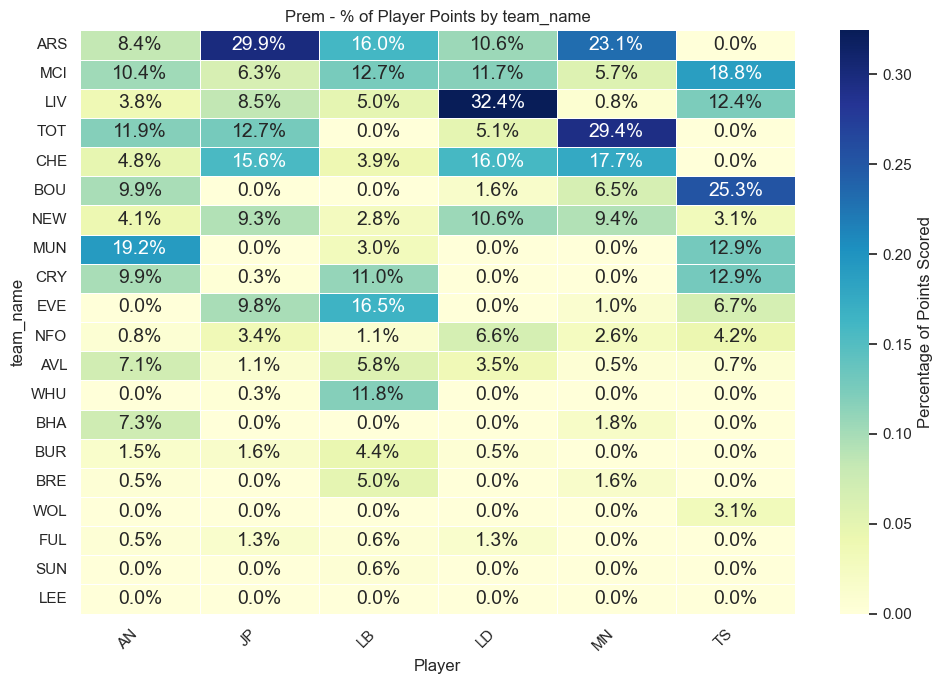 Prem - % of Player Points by team_name
ARS 8.4% 29.9% 16.0% 10.6% 23.1% 0.0%
MCI 10.4% 6.3% 12.7% 11.7% 5.7% 18.8%
LIV 3.8% 8.5% 5.0% 32.4% 0.8% 12.4%
TOT 11.9% 12.7% 0.0% 5.1% 29.4% 0.0%
CHE 4.8% 15.6% 3.9% 16.0% 17.7% 0.0%
BOU 9.9% 0.0% 0.0% 1.6% 6.5% 25.3%
NEW 4.1% 9.3% 2.8% 10.6% 9.4% 3.1%
MUN 19.2% 0.0% 3.0% 0.0% 0.0% 12.9%
CRY 9.9% 0.3% 11.0% 0.0% 0.0% 12.9%
EVE 0.0% 9.8% 16.5% 0.0% 1.0% 6.7%
NFO 0.8% 3.4% 1.1% 6.6% 2.6% 4.2%
AVL 7.1% 1.1% 5.8% 3.5% 0.5% 0.7%
WHU 0.0% 0.3% 11.8% 0.0% 0.0% 0.0%
BHA 7.3% 0.0% 0.0% 0.0% 1.8% 0.0%
BUR 1.5% 1.6% 4.4% 0.5% 0.0% 0.0%
BRE 0.5% 0.0% 5.0% 0.0% 1.6% 0.0%
WOL 0.0% 0.0% 0.0% 0.0% 0.0% 3.1%
FUL 0.5% 1.3% 0.6% 1.3% 0.0% 0.0%
SUN 0.0% 0.0% 0.6% 0.0% 0.0% 0.0%
LEE 0.0% 0.0% 0.0% 0.0% 0.0% 0.0%
AN JP LB LD MN TS
Player
team_name
0.30
0.25
0.20
0.15
0.10
0.05
0.00
Percentage of Points Scored